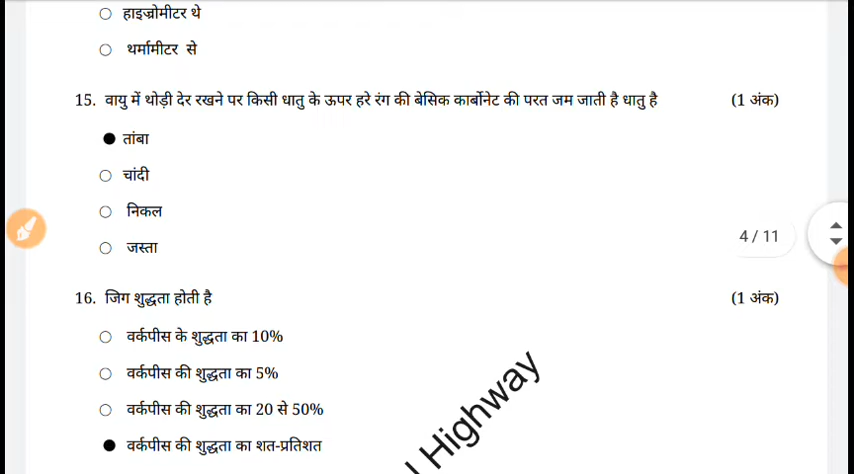 हाइज्रोमीटर थे
थर्मामीटर से
15. वायु में थोड़ी देर रखने पर किसी धातु के ऊपर हरे रंग की बेसिक कार्बोनेट की परत जम जाती है धातु है (1 अंक)
तांबा
चांदी
निकल
4 / 11
जस्ता
16. जिग शुद्धता होती है (1 अंक)
वर्कपीस के शुद्धता का 10%
वर्कपीस की शुद्धता का 5%
वर्कपीस की शुद्धता का 20 से 50%
वर्कपीस की शुद्धता का शत-प्रतिशत
Highway